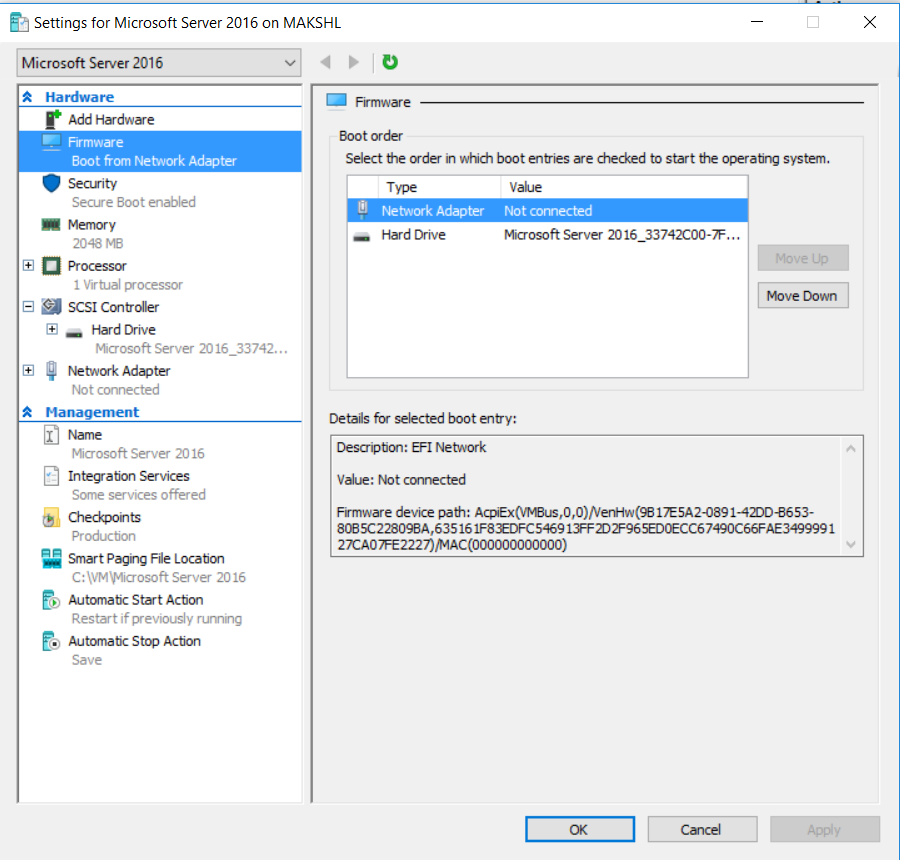 Settings for Microsoft Server 2016 on MAKSHL
Microsoft Server 2016
Hardware
Add Hardware
Firmware
Boot from Network Adapter
Security
Secure Boot enabled
Memory
2048 MB
Processor
1 Virtual processor
SCSI Controller
Hard Drive
Microsoft Server 2016_33742...
Network Adapter
Not connected
Management
Name
Microsoft Server 2016
Integration Services
Some services offered
Checkpoints
Production
Smart Paging File Location
C:\VM\Microsoft Server 2016
Automatic Start Action
Restart if previously running
Automatic Stop Action
Save
Firmware
Boot order
Select the order in which boot entries are checked to start the operating system.
Type Value
Network Adapter Not connected
Hard Drive Microsoft Server 2016_33742C00-7F...
Move Up
Move Down
Details for selected boot entry:
Description: EFI Network
Value: Not connected
Firmware device path: AcpiEx(VMBus,0,0)/VenHw(9B17E5A2-0891-42DD-B653-
80B5C22809BA,635161F83EDFC546913FF2D2F965ED0ECC67490C66FAE3499991
27CA07FE2227)/MAC(000000000000)
OK Cancel Apply